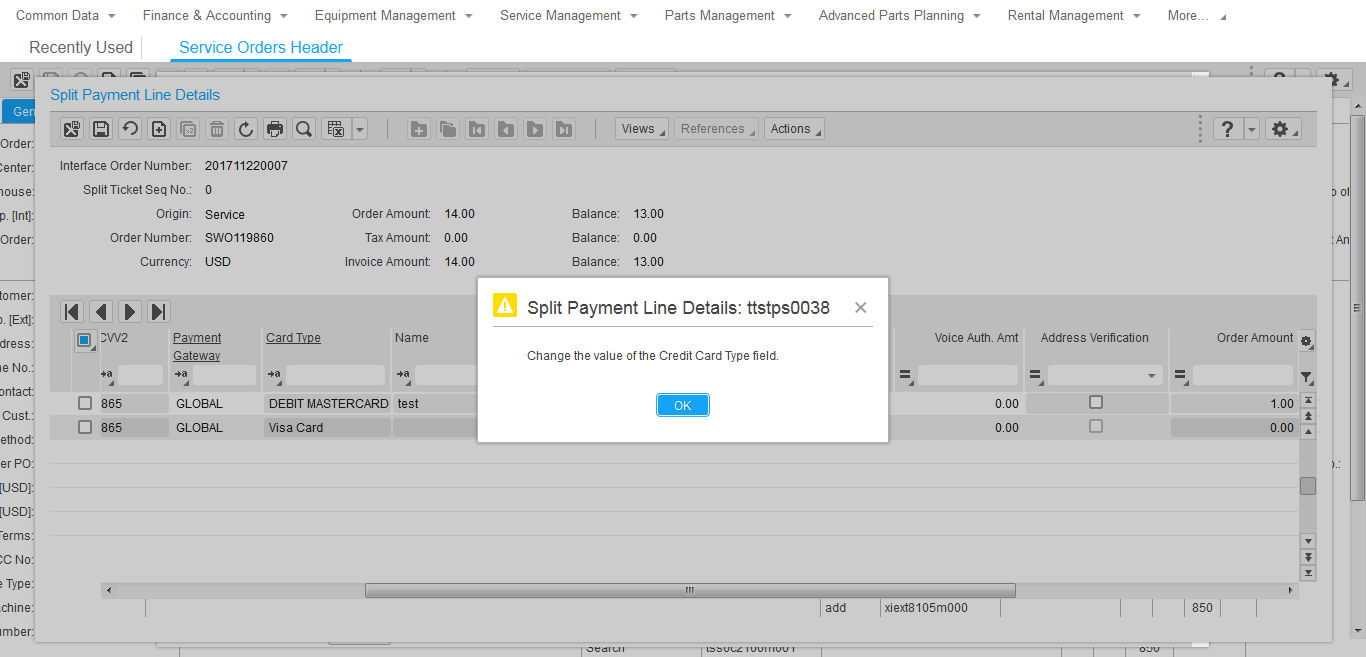 Common Data Finance & Accounting Equipment Management Service Management Parts Management Advanced Parts Planning Rental Management More...
Recently Used Service Orders Header
Split Payment Line Details
Views References Actions
Interface Order Number: 201711220007
Split Ticket Seq No.: 0
Origin: Service Order Amount: 14.00 Balance: 13.00
Order Number: SWO119860 Tax Amount: 0.00 Balance: 0.00
Currency: USD Invoice Amount: 14.00 Balance: 13.00
Split Payment Line Details: ttstps0038
Change the value of the Credit Card Type field.
OK
CVV2 Payment Gateway Card Type Name Voice Auth. Amt Address Verification Order Amount
865 GLOBAL DEBIT MASTERCARD test 0.00 1.00
865 GLOBAL Visa Card 0.00 0.00
add xiext8105m000 850
Search tssoc2100m001 850
Gen
Order:
Center:
house:
p. [Int]:
Order:
tomer:
p. [Ext]:
dress:
ne No.:
ontact:
Cust.:
ethod:
er PO:
[USD]:
[USD]:
Terms:
CC No:
e Type:
achine:
umber:
p of
t An
o.: